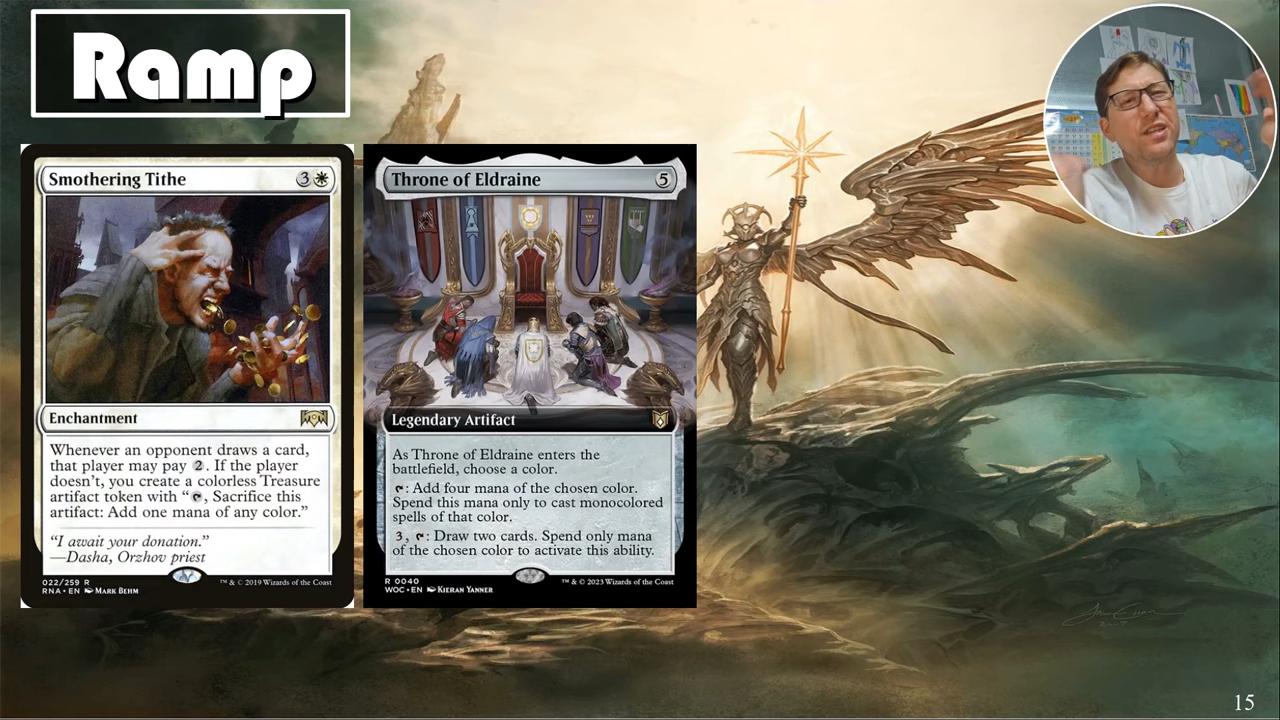 Ramp
Smothering Tithe 3
Enchantment
Whenever an opponent draws a card,
that player may pay 2. If the player
doesn't, you create a colorless Treasure
artifact token with “, Sacrifice this
artifact: Add one mana of any color.”
“I await your donation.”
—Dasha, Orzhov priest
022/259 R
RNA • EN Mark Behm
™ & © 2019 Wizards of the Coast
Throne of Eldraine 5
Legendary Artifact
As Throne of Eldraine enters the
battlefield, choose a color.
: Add four mana of the chosen color.
Spend this mana only to cast monocolored
spells of that color.
3, : Draw two cards. Spend only mana
of the chosen color to activate this ability.
R 0040
WOC • EN Kieran Yanner
™ & © 2023 Wizards of the Coast
15